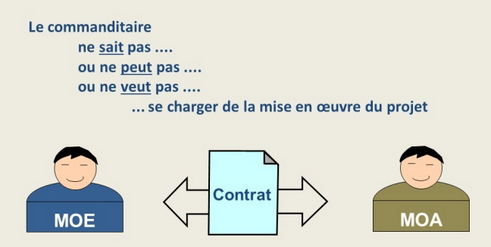 Le commanditaire
ne sait pas ....
ou ne peut pas ....
ou ne veut pas ....
... se charger de la mise en œuvre du projet
Contrat
MOE
MOA